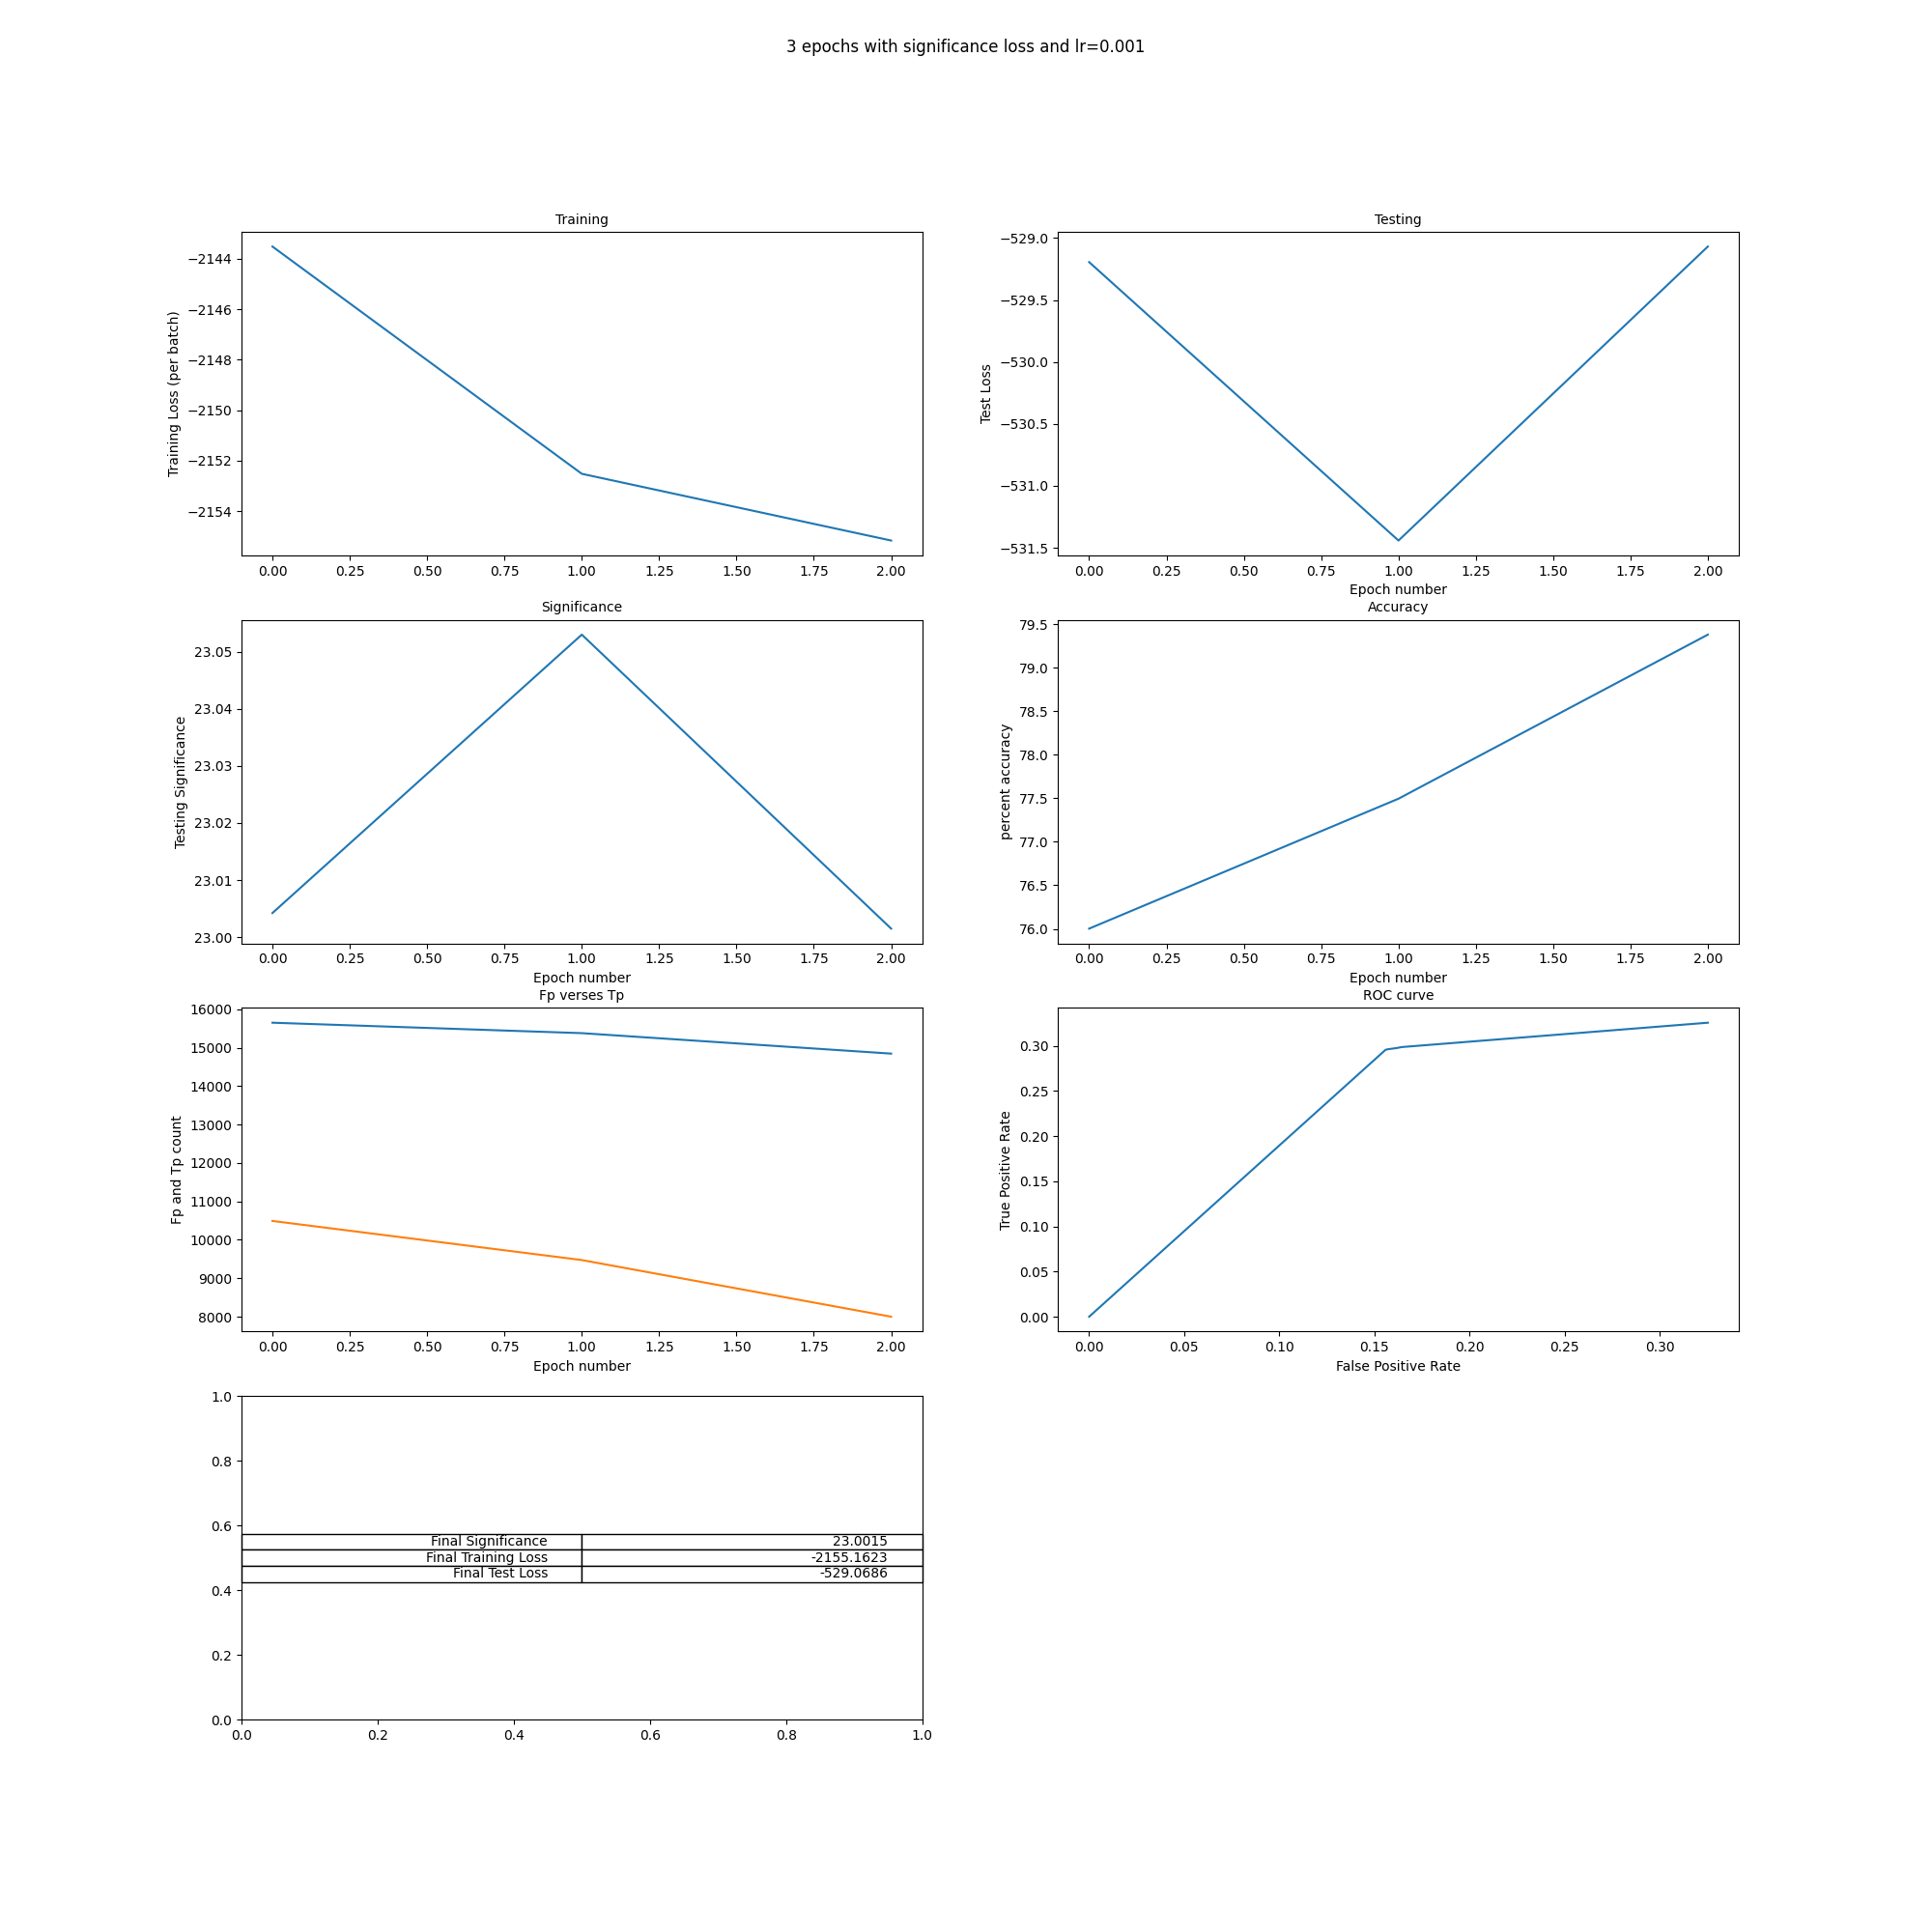 3 epochs with significance loss and lr=0.001
Training
Training Loss (per batch)
−2144
−2146
−2148
−2150
−2152
−2154
0.00 0.25 0.50 0.75 1.00 1.25 1.50 1.75 2.00
Testing
Test Loss
−529.0
−529.5
−530.0
−530.5
−531.0
−531.5
0.00 0.25 0.50 0.75 1.00 1.25 1.50 1.75 2.00
Epoch number
Significance
Testing Significance
23.05
23.04
23.03
23.02
23.01
23.00
0.00 0.25 0.50 0.75 1.00 1.25 1.50 1.75 2.00
Epoch number
Accuracy
percent accuracy
79.5
79.0
78.5
78.0
77.5
77.0
76.5
76.0
0.00 0.25 0.50 0.75 1.00 1.25 1.50 1.75 2.00
Epoch number
Fp verses Tp
Fp and Tp count
16000
15000
14000
13000
12000
11000
10000
9000
8000
0.00 0.25 0.50 0.75 1.00 1.25 1.50 1.75 2.00
Epoch number
ROC curve
True Positive Rate
0.30
0.25
0.20
0.15
0.10
0.05
0.00
0.00 0.05 0.10 0.15 0.20 0.25 0.30
False Positive Rate
1.0
0.8
0.6
Final Significance 23.0015
Final Training Loss -2155.1623
Final Test Loss -529.0686
0.4
0.2
0.0
0.0 0.2 0.4 0.6 0.8 1.0